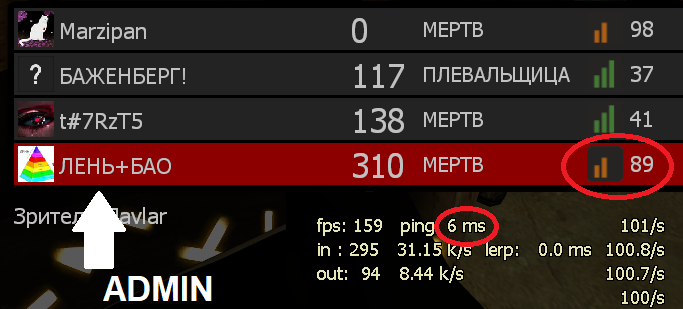 Marzipan 0 МЕРТВ 98
? БАЖЕНБЕРГ! 117 ПЛЕВАЛЬЩИЦА 37
t#7RzT5 138 МЕРТВ 41
ЛЕНЬ+БАО 310 МЕРТВ 89
Зрители lavlar
fps: 159 ping 6 ms 101/s
in : 295 31.15 k/s lerp: 0.0 ms 100.8/s
out: 94 8.44 k/s 100.7/s
100/s
ADMIN